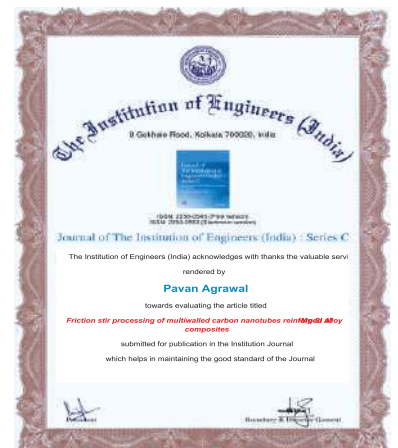 The Institution of Engineers (India)
8 Gokhale Road, Kolkata 700020, India
Journal of The Institution of Engineers (India) : Series C
The Institution of Engineers (India) acknowledges with thanks the valuable servi
rendered by
Pavan Agrawal
towards evaluating the article titled
Friction stir processing of multiwalled carbon nanotubes
composites
submitted for publication in the Institution Journal
which helps in maintaining the good standard of the Journal
President
Secretary & Director General